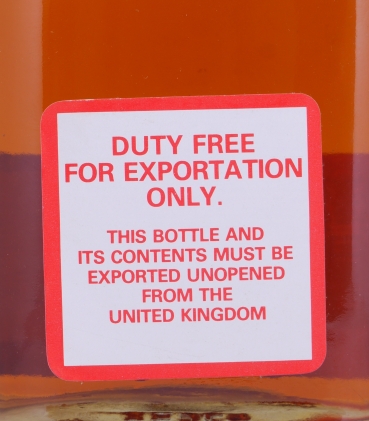 DUTY FREE
FOR EXPORTATION
ONLY.
THIS BOTTLE AND
ITS CONTENTS MUST BE
EXPORTED UNOPENED
FROM THE
UNITED KINGDOM